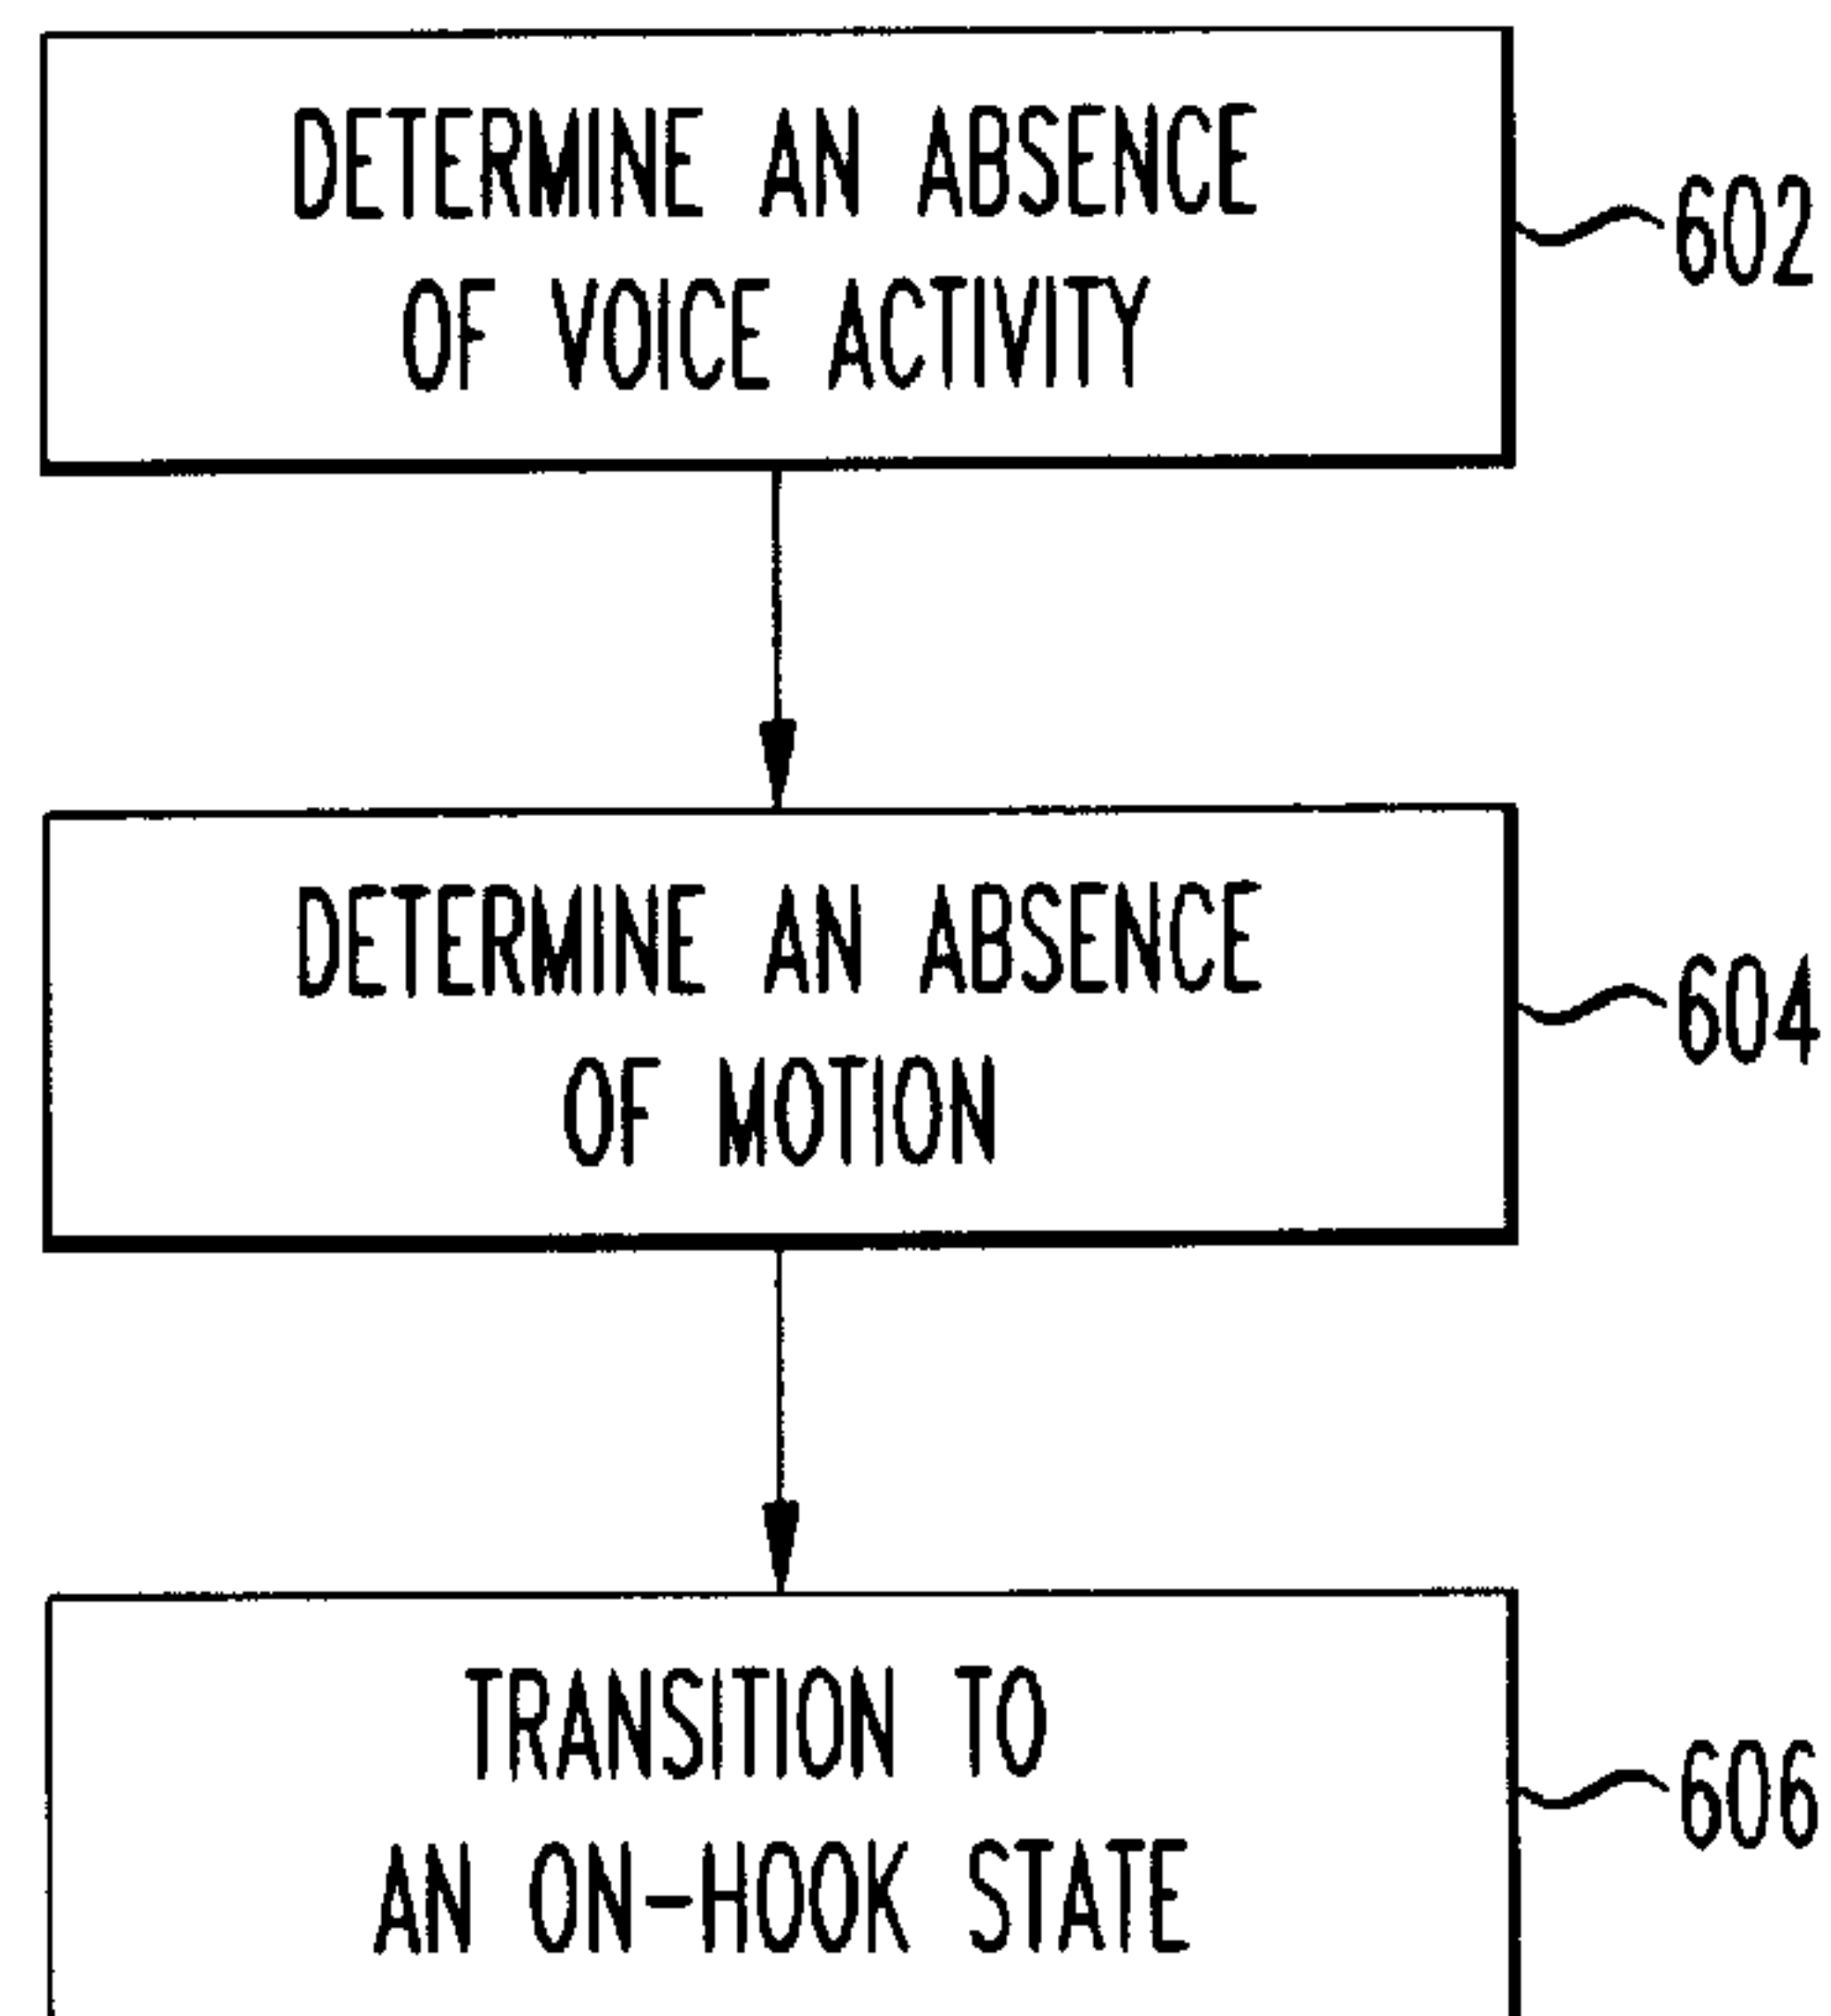 DETERMINE AN ABSENCE
OF VOICE ACTIVITY
602
DETERMINE AN ABSENCE
OF MOTION
604
TRANSITION TO
AN ON-HOOK STATE
606